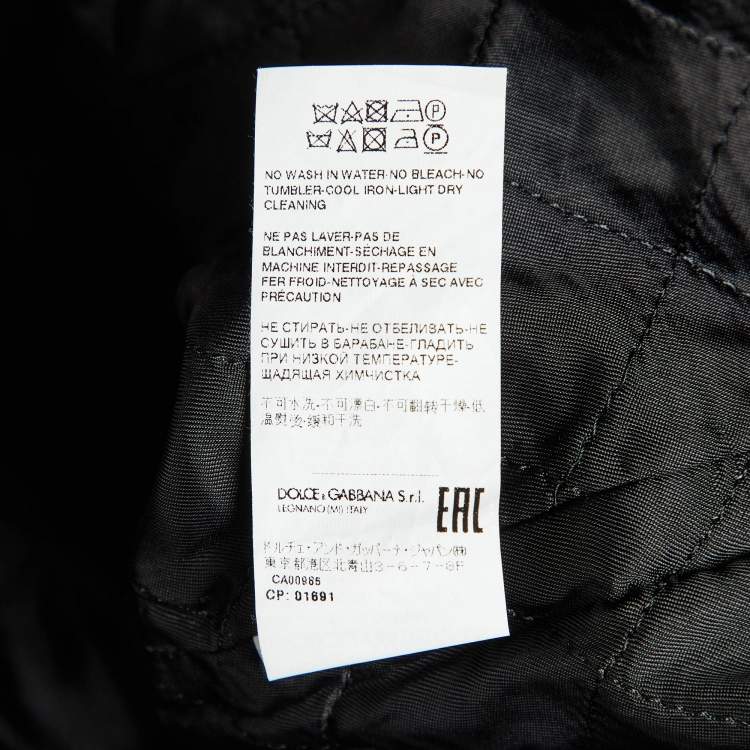 P
P
NO WASH IN WATER-NO BLEACH-NO
TUMBLER-COOL IRON-LIGHT DRY
CLEANING
NE PAS LAVER-PAS DE
BLANCHIMENT-SÉCHAGE EN
MACHINE INTERDIT-REPASSAGE
FER FROID-NETTOYAGE À SEC AVEC
PRÉCAUTION
НЕ СТИРАТЬ-НЕ ОТБЕЛИВАТЬ-НЕ
СУШИТЬ В БАРАБАНЕ-ГЛАДИТЬ
ПРИ НИЗКОЙ ТЕМПЕРАТУРЕ-
ЩАДЯЩАЯ ХИМЧИСТКА
不可水洗-不可漂白-不可翻转干燥-低
温熨烫-缓和干洗
DOLCE & GABBANA S.r.l.
LEGNANO (MI) ITALY
EAC
ドルチェ・アンド・ガッバーナ・ジャパン㈱
東京都港区北青山3-6-7-8F
CA00965
CP: 01691